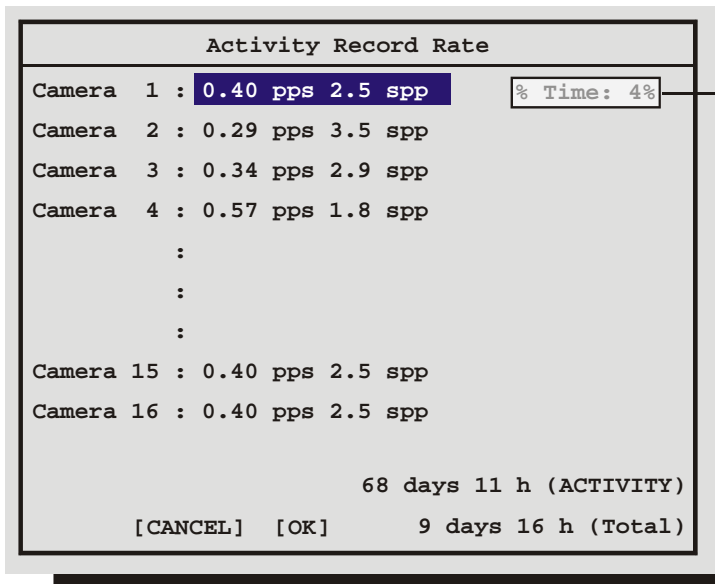 Activity Record Rate
Camera 1 : 0.40 pps 2.5 spp % Time: 4%
Camera 2 : 0.29 pps 3.5 spp
Camera 3 : 0.34 pps 2.9 spp
Camera 4 : 0.57 pps 1.8 spp
:
:
:
Camera 15 : 0.40 pps 2.5 spp
Camera 16 : 0.40 pps 2.5 spp
68 days 11 h (ACTIVITY)
[CANCEL] [OK] 9 days 16 h (Total)